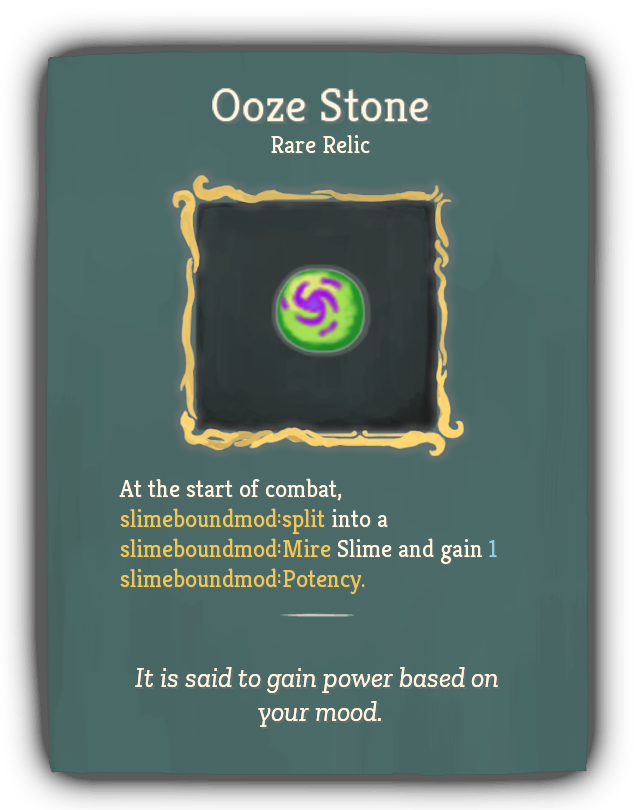 Ooze Stone
Rare Relic
At the start of combat,
slimeboundmod:split into a
slimeboundmod:Mire Slime and gain 1
slimeboundmod:Potency.
It is said to gain power based on
your mood.